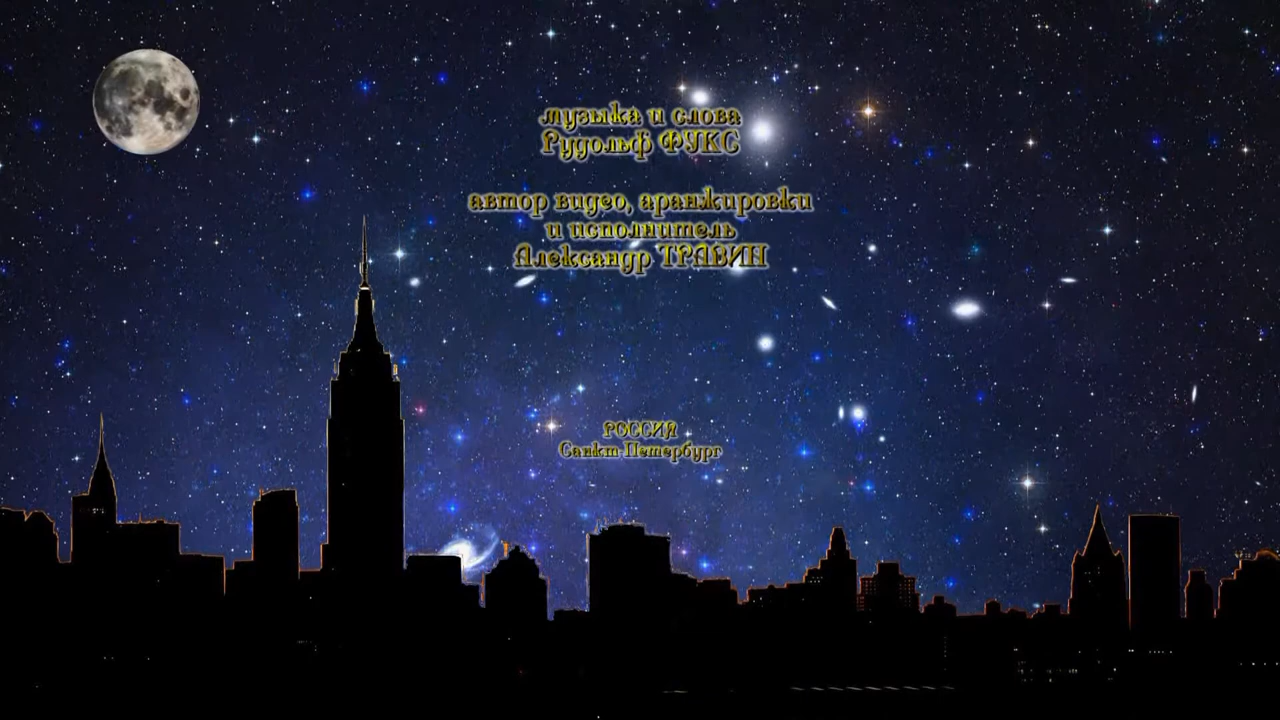 музыка и слова
Рудольф ФУКС
автор видео, аранжировки
и исполнитель
Александр ТРАВИН
РОССИЯ
Санкт-Петербург